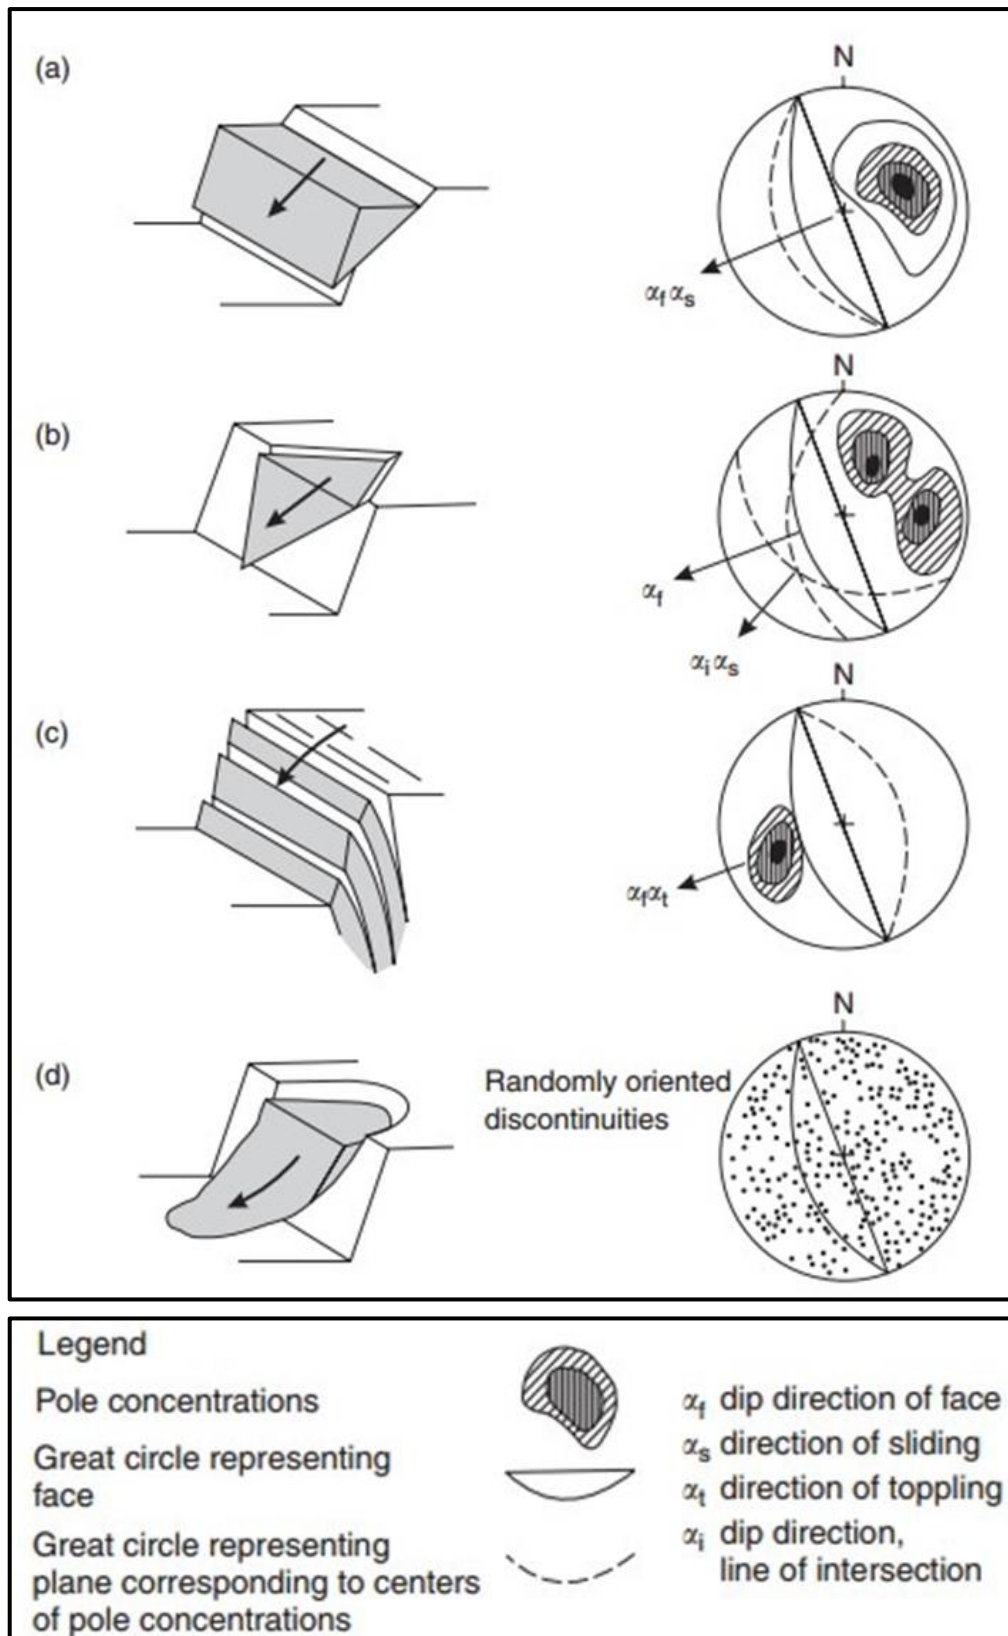 (a)
N
αf αs
(b)
N
αf
αi αs
(c)
N
αfαt
(d)
N
Randomly oriented
discontinuities
Legend
Pole concentrations
Great circle representing
face
Great circle representing
plane corresponding to centers
of pole concentrations
αf dip direction of face
αs direction of sliding
αt direction of toppling
αi dip direction,
line of intersection